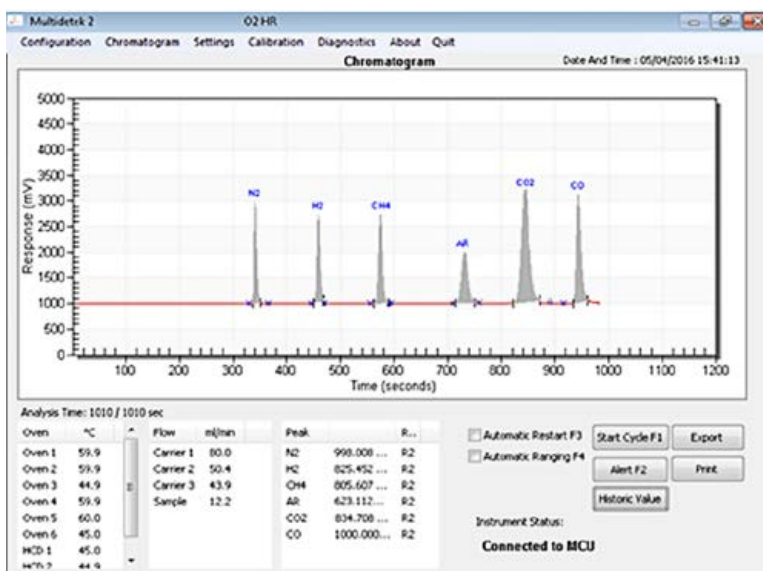 Multidetek 2 O2 HR
Configuration Chromatogram Settings Calibration Diagnostics About Quit
Chromatogram
Date And Time : 05/04/2016 15:41:13
Response (mV)
5000
4500
4000
3500
3000
2500
2000
1500
1000
500
0
N2 H2 CH4 AR CO2 CO
100 200 300 400 500 600 700 800 900 1000 1100 1200
Time (seconds)
Analysis Time: 1010 / 1010 sec
Oven °C
Oven 1 59.9
Oven 2 59.9
Oven 3 44.9
Oven 4 59.9
Oven 5 60.0
Oven 6 45.0
HCD 1 45.0
HCD 2 44.9
Flow ml/min
Carrier 1 80.0
Carrier 2 50.4
Carrier 3 43.9
Sample 12.2
Peak R...
N2 998.008 ... R2
H2 825.452 ... R2
CH4 805.607 ... R2
AR 623.112... R2
CO2 834.708 ... R2
CO 1000.000... R2
Automatic Restart F3
Automatic Ranging F4
Start Cycle F1
Export
Alert F2
Print
Historic Value
Instrument Status:
Connected to MCU